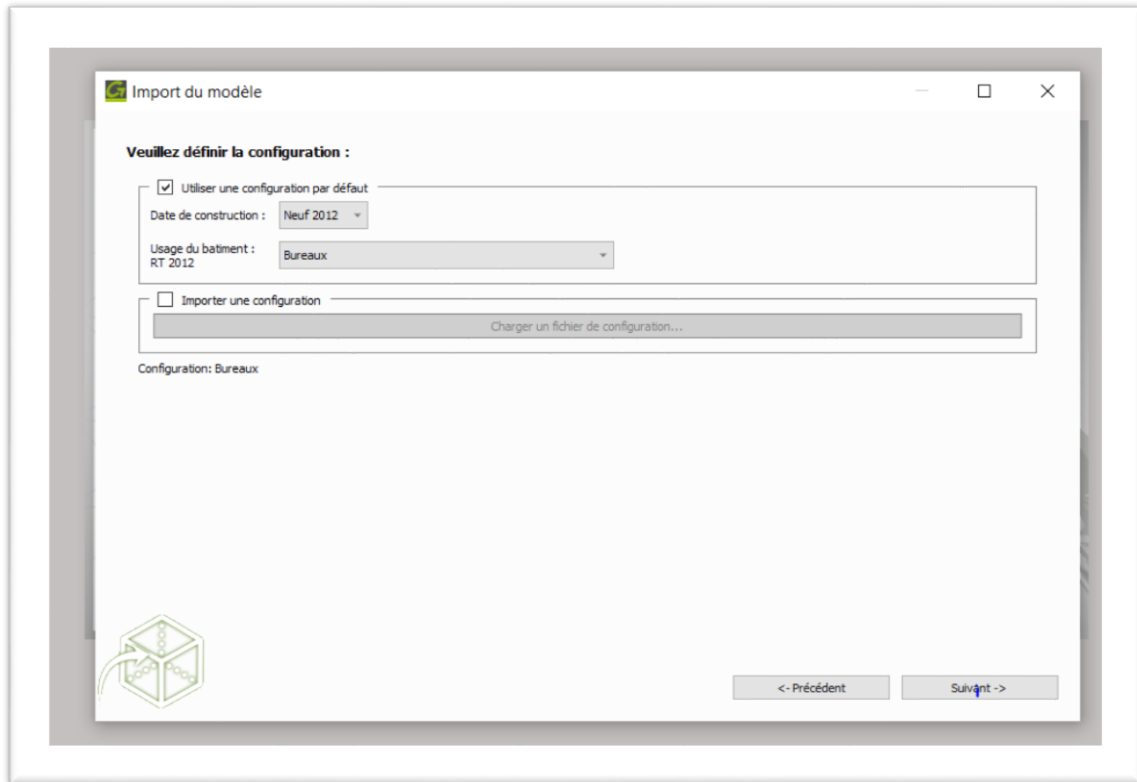 Import du modèle
Veuillez définir la configuration :
Utiliser une configuration par défaut
Date de construction : Neuf 2012
Usage du batiment : Bureaux
RT 2012
Importer une configuration
Charger un fichier de configuration...
Configuration: Bureaux
<- Précédent Suivant ->